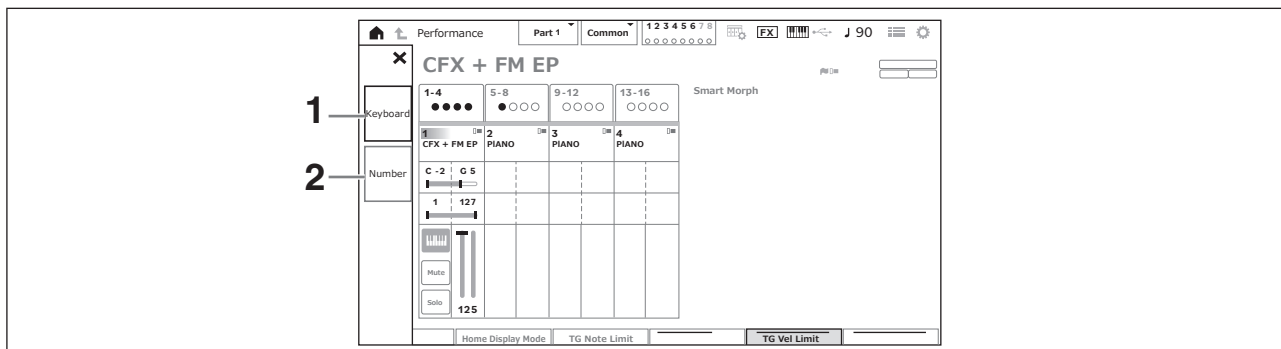 Performance Part 1 Common 1 2 3 4 5 6 7 8 FX 90
CFX + FM EP
1 Keyboard
2 Number
1-4 5-8 9-12 13-16
Smart Morph
1 2 3 4
CFX + FM EP PIANO PIANO PIANO
C -2 G 5
1 127
Mute
Solo
125
Home Display Mode TG Note Limit TG Vel Limit